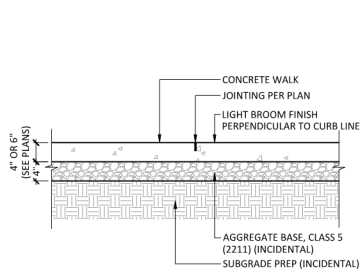 CONCRETE WALK
JOINTING PER PLAN
LIGHT BROOM FINISH
PERPENDICULAR TO CURB LINE
4" OR 6"
(SEE PLANS)
4"
AGGREGATE BASE, CLASS 5
(2211) (INCIDENTAL)
SUBGRADE PREP (INCIDENTAL)